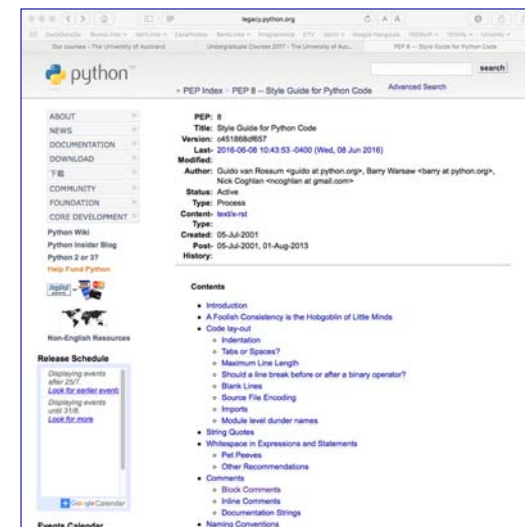 legacy.python.org
Our courses - The University of Auckland
Undergraduate Courses 2017 - The University of Auc...
PEP 8 -- Style Guide for Python Code
python
search
» PEP Index > PEP 8 -- Style Guide for Python Code
Advanced Search
ABOUT
NEWS
DOCUMENTATION
DOWNLOAD
下载
COMMUNITY
FOUNDATION
CORE DEVELOPMENT
Python Wiki
Python Insider Blog
Python 2 or 3?
Help Fund Python
Non-English Resources
Release Schedule
Displaying events
after 25/7.
Look for earlier events
Displaying events
until 31/8.
Look for more
Google Calendar
Events Calendar
PEP: 8
Title: Style Guide for Python Code
Version: c451868df657
Last- 2016-06-08 10:43:53 -0400 (Wed, 08 Jun 2016)
Modified:
Author: Guido van Rossum <guido at python.org>, Barry Warsaw <barry at python.org>,
Nick Coghlan <ncoghlan at gmail.com>
Status: Active
Type: Process
Content- text/x-rst
Type:
Created: 05-Jul-2001
Post- 05-Jul-2001, 01-Aug-2013
History:
Contents
• Introduction
• A Foolish Consistency is the Hobgoblin of Little Minds
• Code lay-out
Indentation
Tabs or Spaces?
Maximum Line Length
Should a line break before or after a binary operator?
Blank Lines
Source File Encoding
Imports
Module level dunder names
• String Quotes
• Whitespace in Expressions and Statements
Pet Peeves
Other Recommendations
• Comments
Block Comments
Inline Comments
Documentation Strings
• Naming Conventions